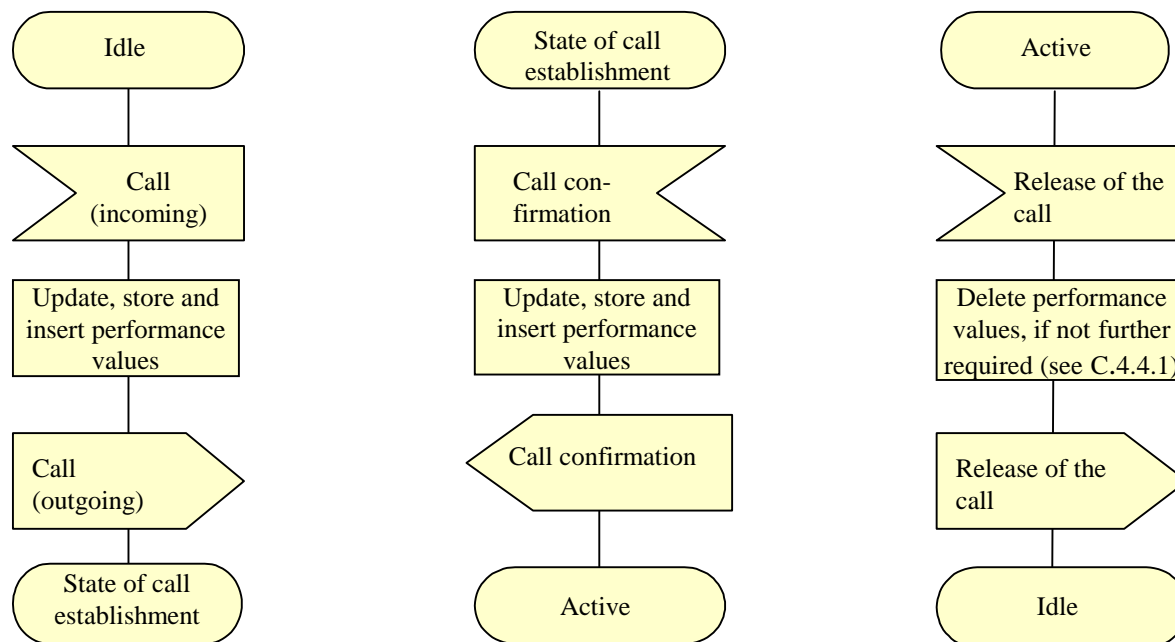 Idle
Call
(incoming)
Update, store and
insert performance
values
Call
(outgoing)
State of call
establishment
State of call
establishment
Call con-
firmation
Update, store and
insert performance
values
Call confirmation
Active
Active
Release of the
call
Delete performance
values, if not further
required (see C.4.4.1)
Release of the
call
Idle